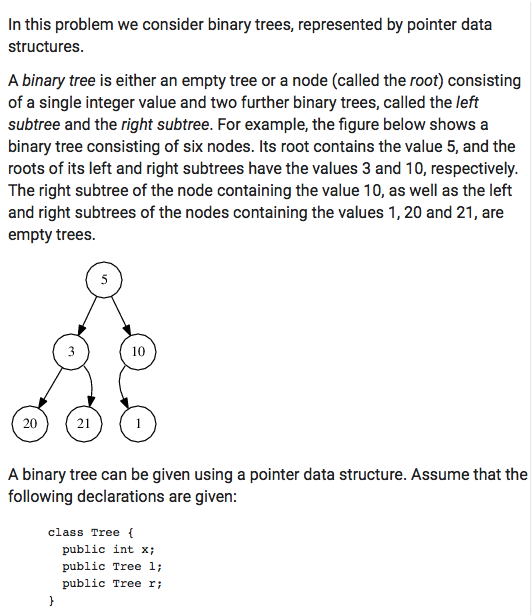 In this problem we consider binary trees, represented by pointer data
structures.
A binary tree is either an empty tree or a node (called the root) consisting
of a single integer value and two further binary trees, called the left
subtree and the right subtree. For example, the figure below shows a
binary tree consisting of six nodes. Its root contains the value 5, and the
roots of its left and right subtrees have the values 3 and 10, respectively.
The right subtree of the node containing the value 10, as well as the left
and right subtrees of the nodes containing the values 1, 20 and 21, are
empty trees.
5
3 10
20 21 1
A binary tree can be given using a pointer data structure. Assume that the
following declarations are given:
class Tree {
public int x;
public Tree l;
public Tree r;
}